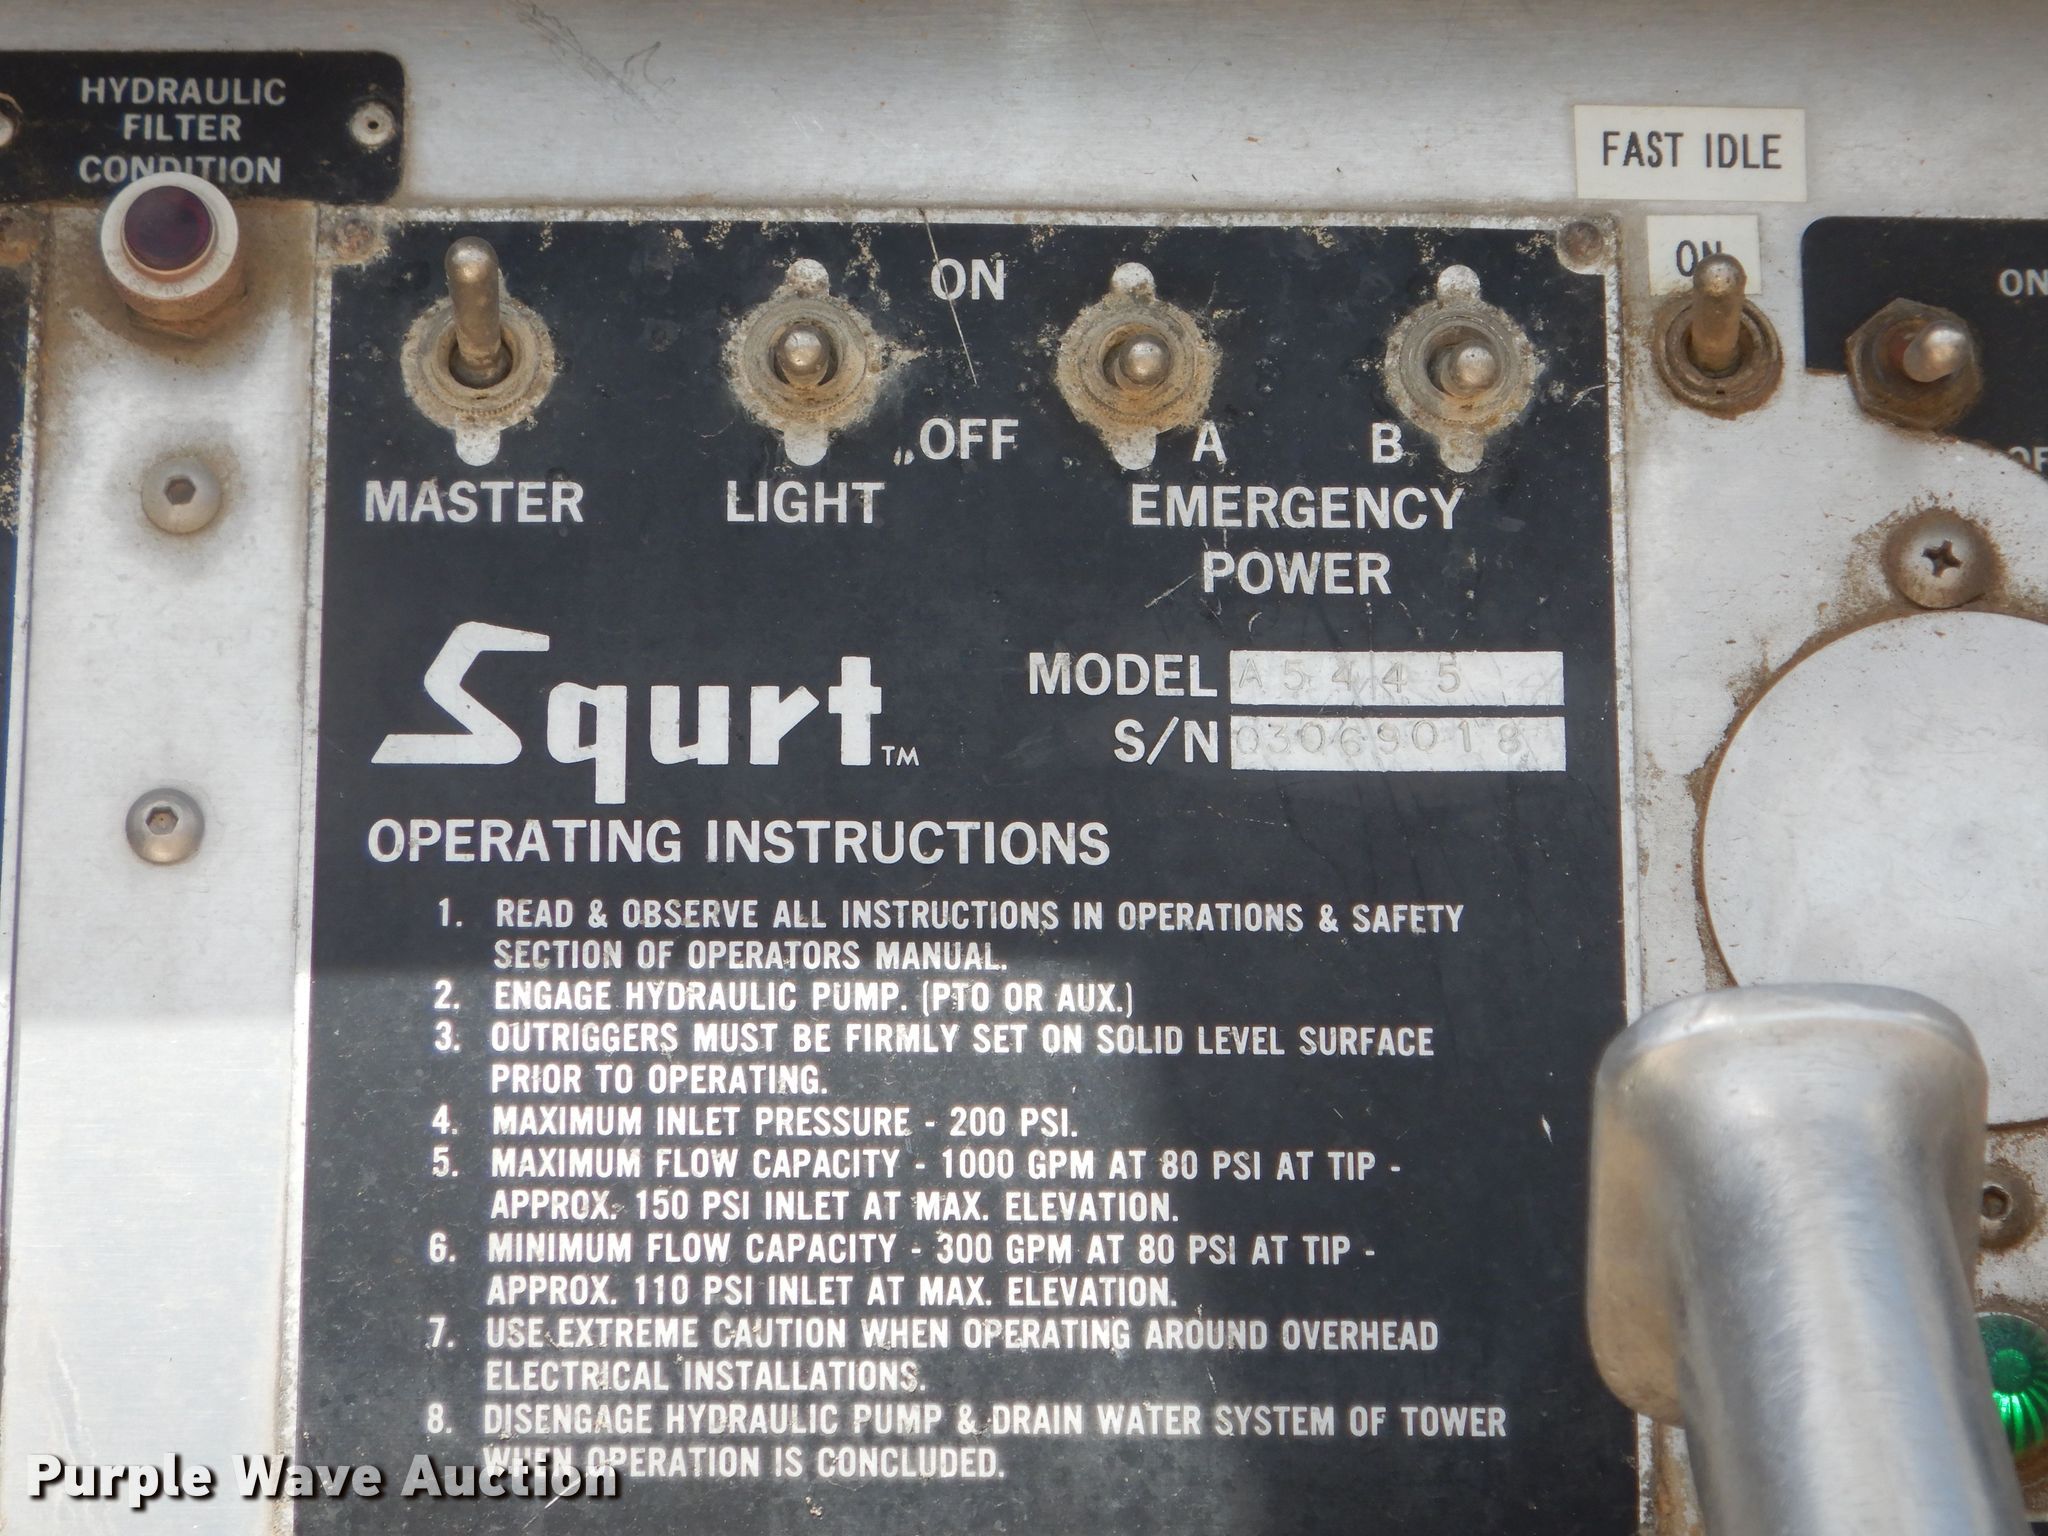 HYDRAULIC
FILTER
CONDITION
FAST IDLE
ON
ON
ON
OFF
A
B
MASTER
LIGHT
EMERGENCY
POWER
Squrt TM
MODEL A5445
S/N 03069018
OPERATING INSTRUCTIONS
1. READ & OBSERVE ALL INSTRUCTIONS IN OPERATIONS & SAFETY
SECTION OF OPERATORS MANUAL.
2. ENGAGE HYDRAULIC PUMP. (PTO OR AUX.)
3. OUTRIGGERS MUST BE FIRMLY SET ON SOLID LEVEL SURFACE
PRIOR TO OPERATING.
4. MAXIMUM INLET PRESSURE - 200 PSI.
5. MAXIMUM FLOW CAPACITY - 1000 GPM AT 80 PSI AT TIP -
APPROX. 150 PSI INLET AT MAX. ELEVATION.
6. MINIMUM FLOW CAPACITY - 300 GPM AT 80 PSI AT TIP -
APPROX. 110 PSI INLET AT MAX. ELEVATION.
7. USE EXTREME CAUTION WHEN OPERATING AROUND OVERHEAD
ELECTRICAL INSTALLATIONS.
8. DISENGAGE HYDRAULIC PUMP & DRAIN WATER SYSTEM OF TOWER
WHEN OPERATION IS CONCLUDED.
Purple Wave Auction